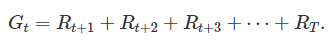 G_t = R_{t+1} + R_{t+2} + R_{t+3} + ⋯ + R_T.